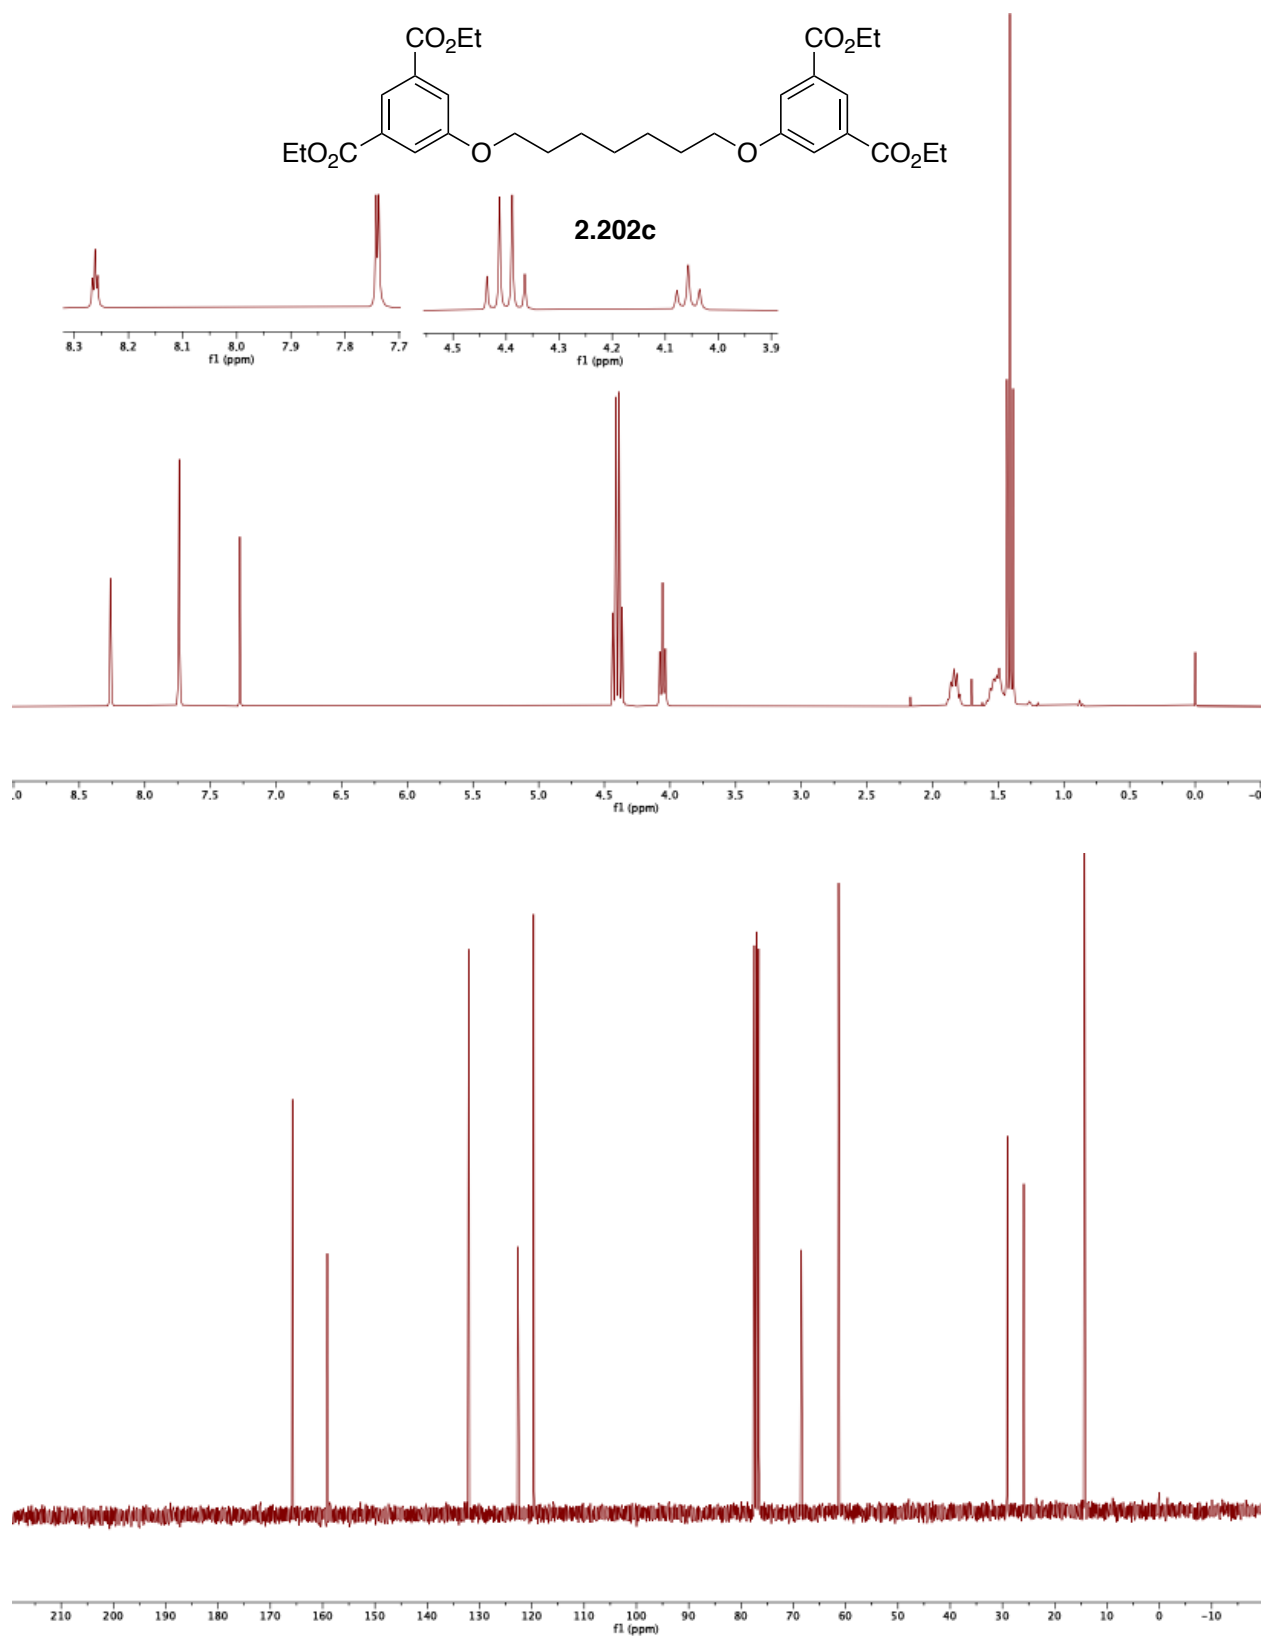 CO2Et CO2Et
EtO2C O O CO2Et
2.202c
8.3 8.2 8.1 8.0 7.9 7.8 7.7
f1 (ppm)
4.5 4.4 4.3 4.2 4.1 4.0 3.9
f1 (ppm)
.0 8.5 8.0 7.5 7.0 6.5 6.0 5.5 5.0 4.5 4.0 3.5 3.0 2.5 2.0 1.5 1.0 0.5 0.0 -0
f1 (ppm)
210 200 190 180 170 160 150 140 130 120 110 100 90 80 70 60 50 40 30 20 10 0 -10
f1 (ppm)